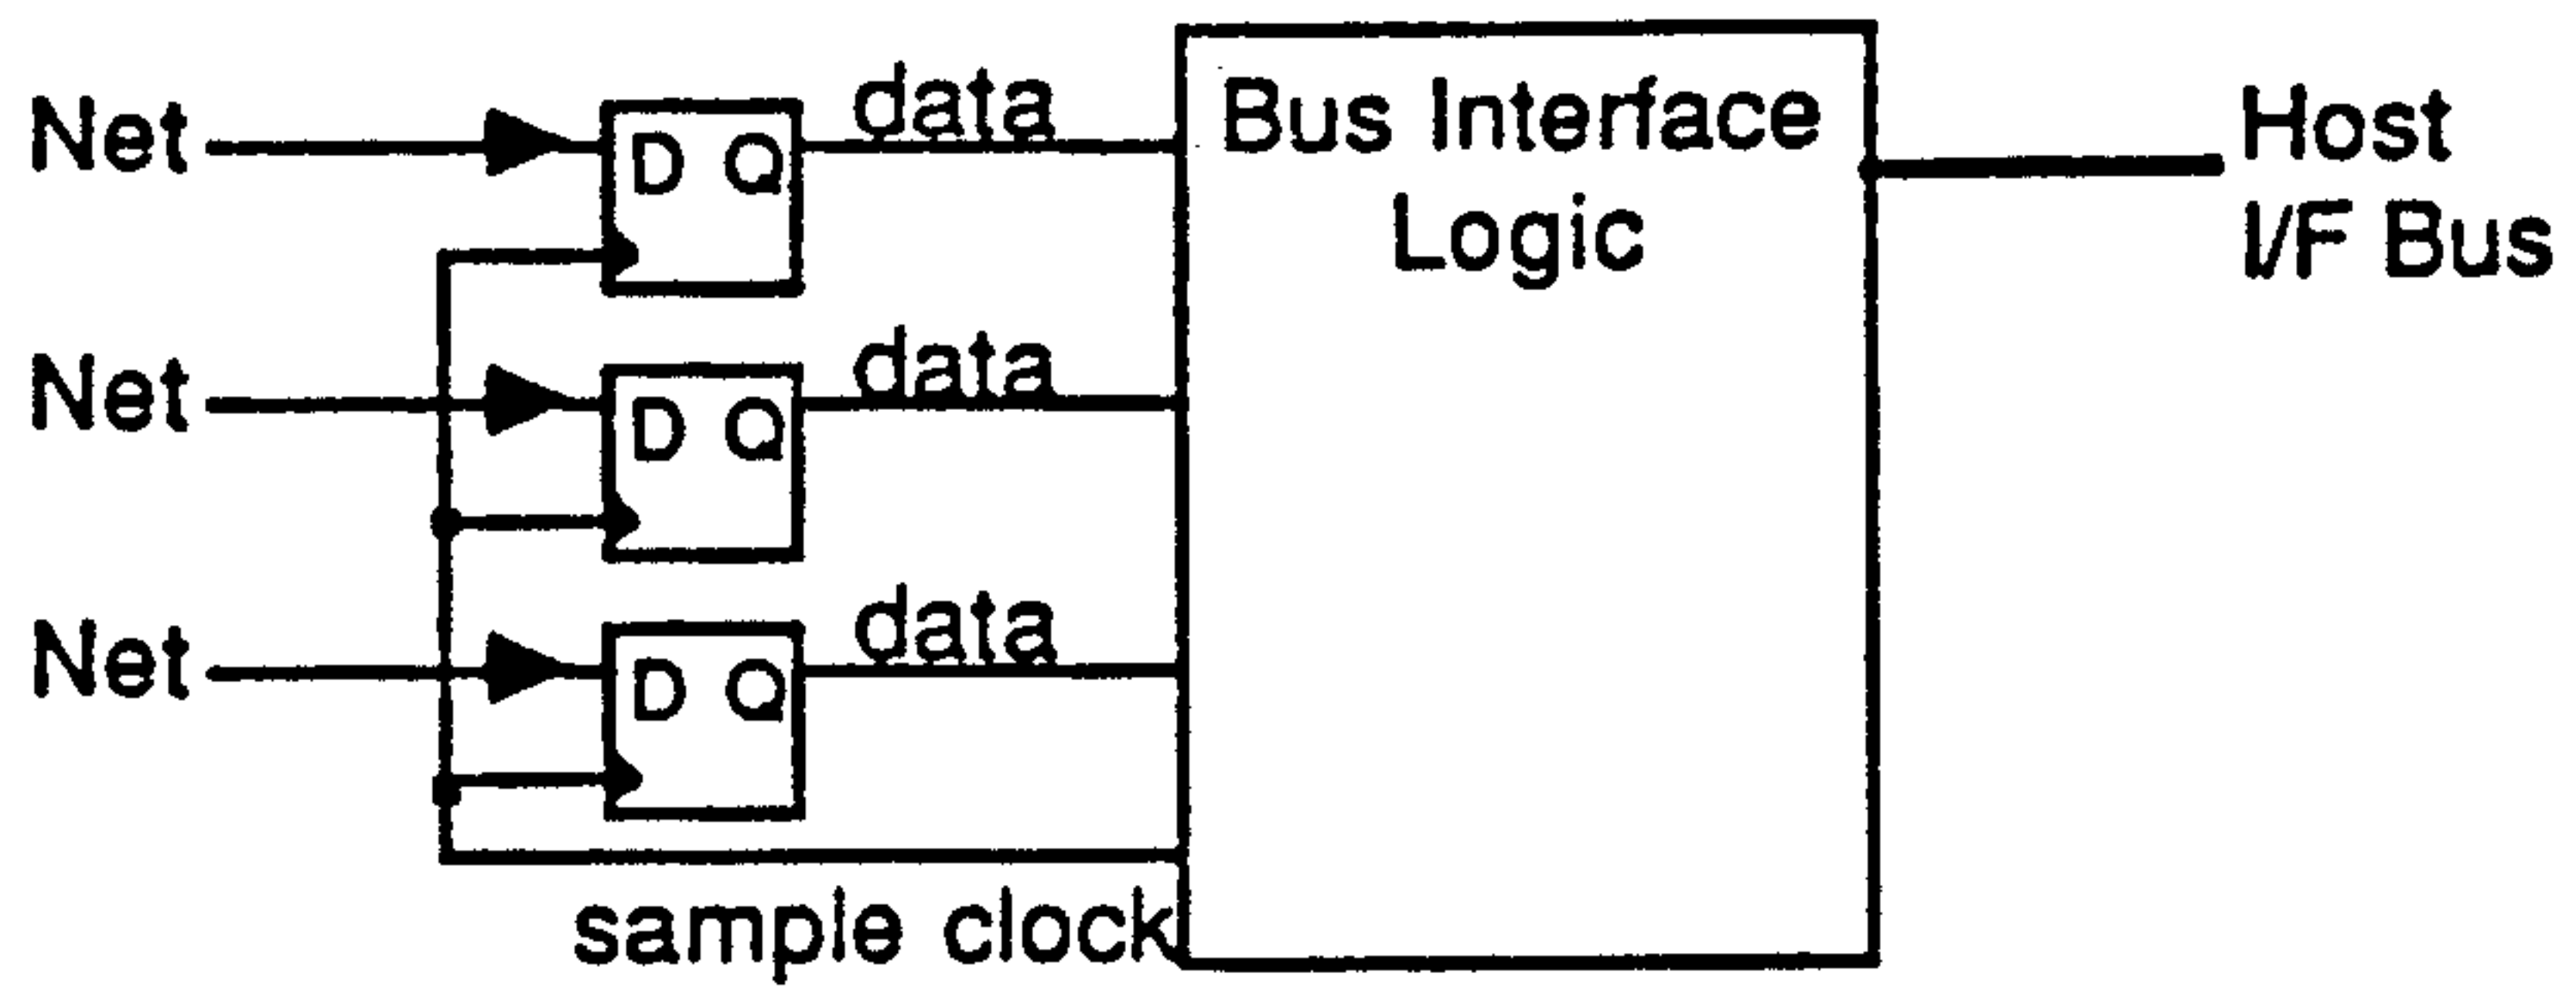 Net
D Q
data
Bus Interface
Logic
Host
I/F Bus
Net
D Q
data
Net
D Q
data
sample clock